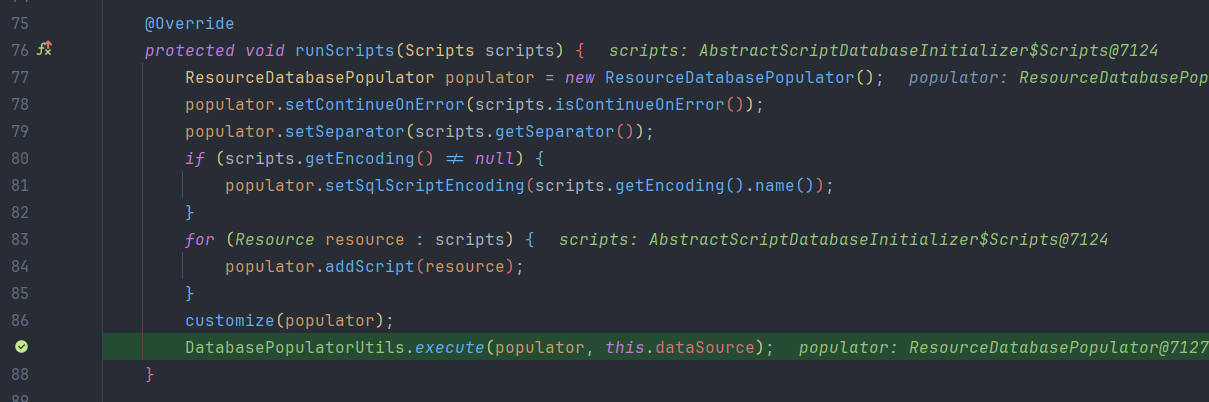 75 @Override
76 protected void runScripts(Scripts scripts) { scripts: AbstractScriptDatabaseInitializer$Scripts@7124
77 ResourceDatabasePopulator populator = new ResourceDatabasePopulator(); populator: ResourceDatabasePop
78 populator.setContinueOnError(scripts.isContinueOnError());
79 populator.setSeparator(scripts.getSeparator());
80 if (scripts.getEncoding() ≠ null) {
81 populator.setSqlScriptEncoding(scripts.getEncoding().name());
82 }
83 for (Resource resource : scripts) { scripts: AbstractScriptDatabaseInitializer$Scripts@7124
84 populator.addScript(resource);
85 }
86 customize(populator);
DatabasePopulatorUtils.execute(populator, this.dataSource); populator: ResourceDatabasePopulator@7127
88 }